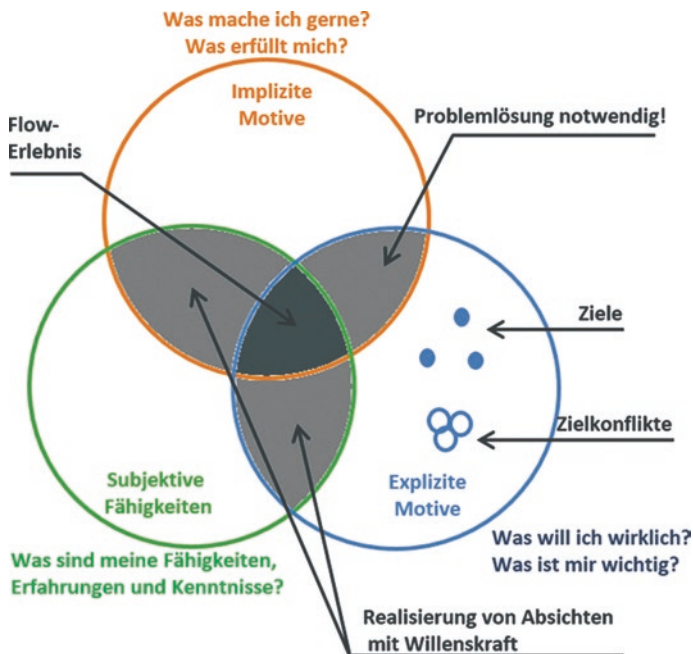 Was mache ich gerne?
Was erfüllt mich?
Implizite
Motive
Flow-
Erlebnis
Problemlösung notwendig!
Ziele
Zielkonflikte
Subjektive
Fähigkeiten
Explizite
Motive
Was sind meine Fähigkeiten,
Erfahrungen und Kenntnisse?
Was will ich wirklich?
Was ist mir wichtig?
Realisierung von Absichten
mit Willenskraft